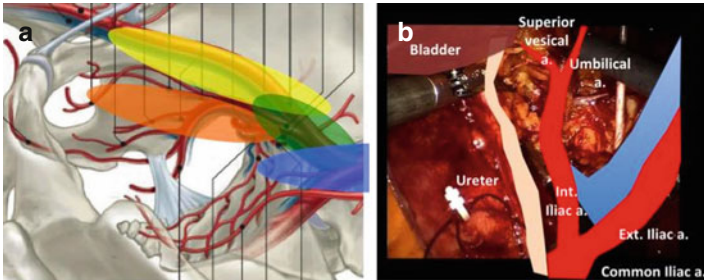 a
b
Superior
vesical
a.
Bladder
Umbilical
a.
Ureter
Int.
Iliac a.
Ext. Iliac a.
Common Iliac a.